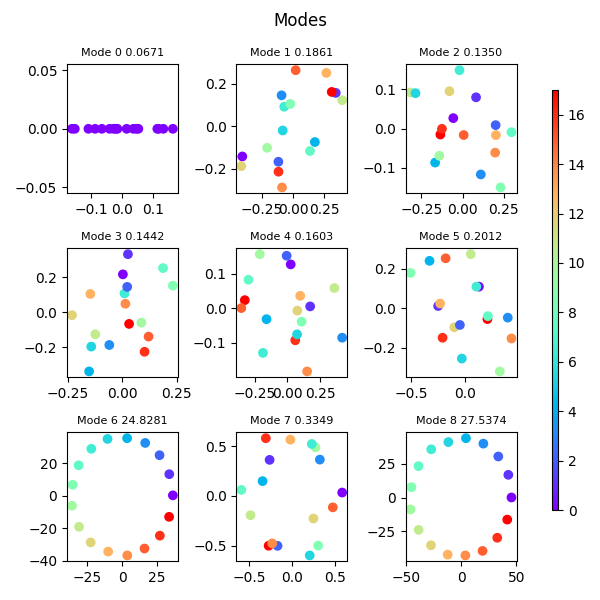 Modes
Mode 0 0.0671
Mode 1 0.1861
Mode 2 0.1350
0.05
0.00
−0.05
−0.1 0.0 0.1
0.2
0.0
−0.2
−0.25 0.00 0.25
0.1
0.0
−0.1
−0.25 0.00 0.25
Mode 3 0.1442
Mode 4 0.1603
Mode 5 0.2012
0.2
0.0
−0.2
−0.25 0.00 0.25
0.1
0.0
−0.1
−0.25 0.00 0.25
0.2
0.0
−0.2
−0.5 0.0
Mode 6 24.8281
Mode 7 0.3349
Mode 8 27.5374
20
0
−20
−40
−25 0 25
0.5
0.0
−0.5
−0.5 0.0 0.5
25
0
−25
−50 0 50
16
14
12
10
8
6
4
2
0